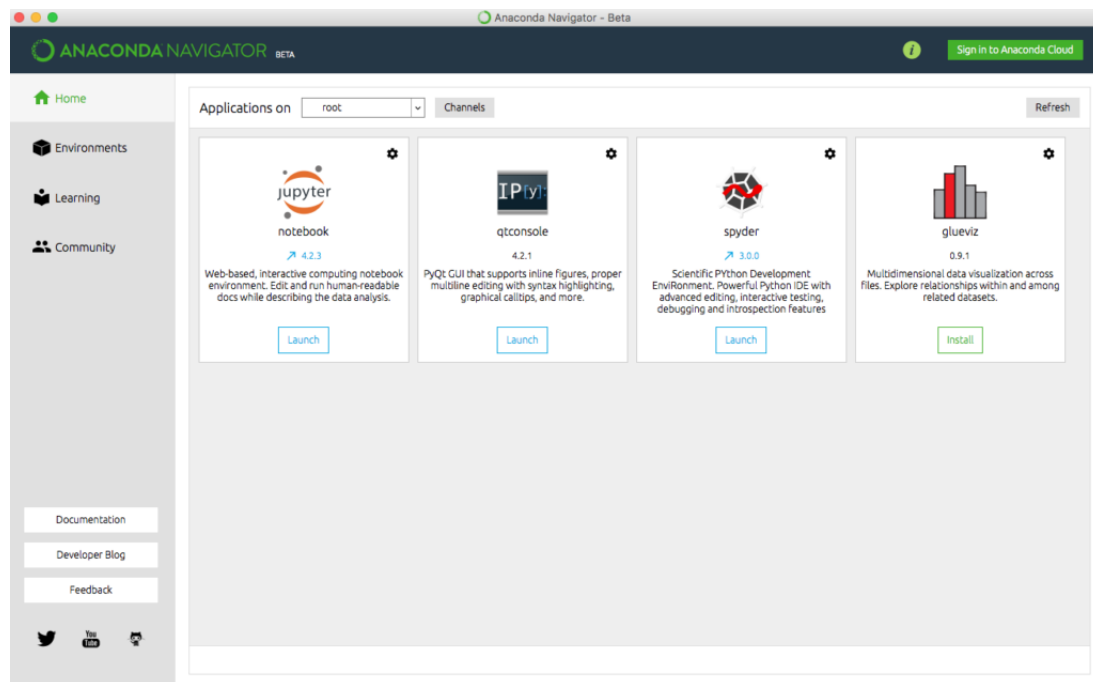 Anaconda Navigator - Beta
ANACONDA NAVIGATOR BETA
i
Sign in to Anaconda Cloud
Home
Environments
Learning
Community
Documentation
Developer Blog
Feedback
You
Tube
Applications on root Channels Refresh
jupyter
notebook
4.2.3
Web-based, interactive computing notebook
environment. Edit and run human-readable
docs while describing the data analysis.
Launch
IP[y]:
qtconsole
4.2.1
PyQt GUI that supports inline figures, proper
multiline editing with syntax highlighting,
graphical calltips, and more.
Launch
spyder
3.0.0
Scientific PYthon Development
EnviRonment. Powerful Python IDE with
advanced editing, interactive testing,
debugging and introspection features
Launch
glueviz
0.9.1
Multidimensional data visualization across
files. Explore relationships within and among
related datasets.
Install